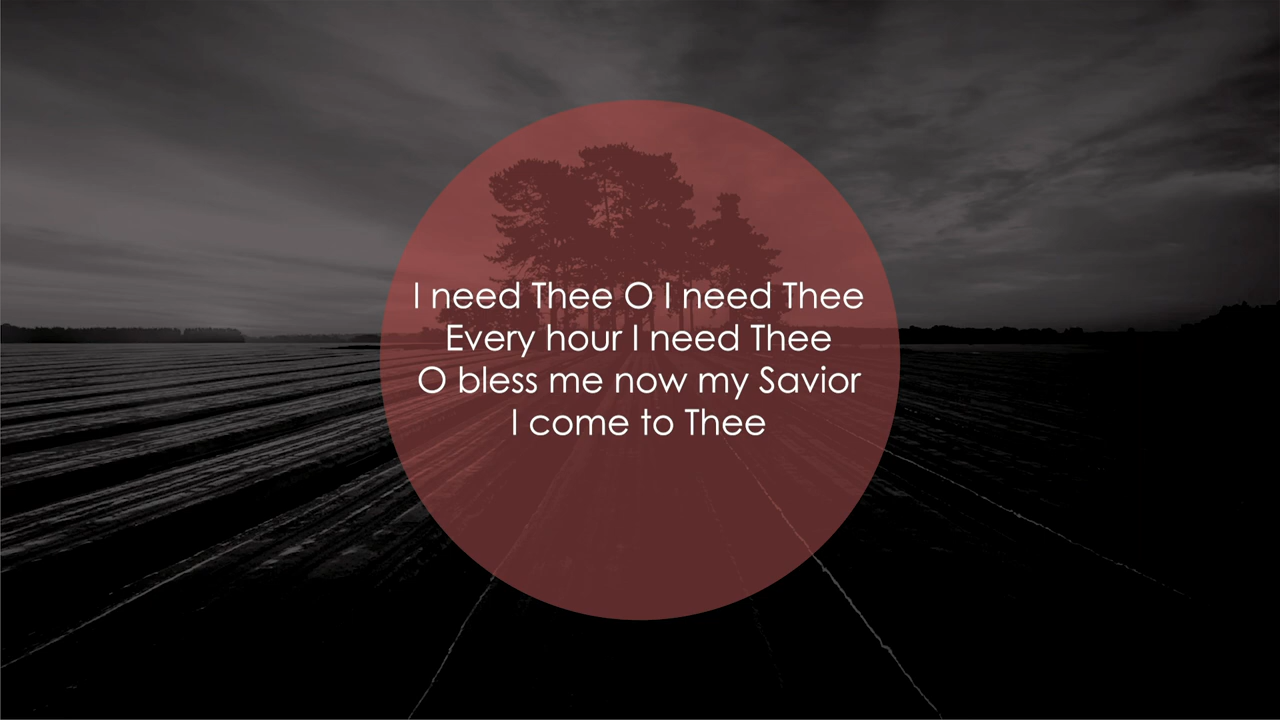 I need Thee O I need Thee
Every hour I need Thee
O bless me now my Savior
I come to Thee